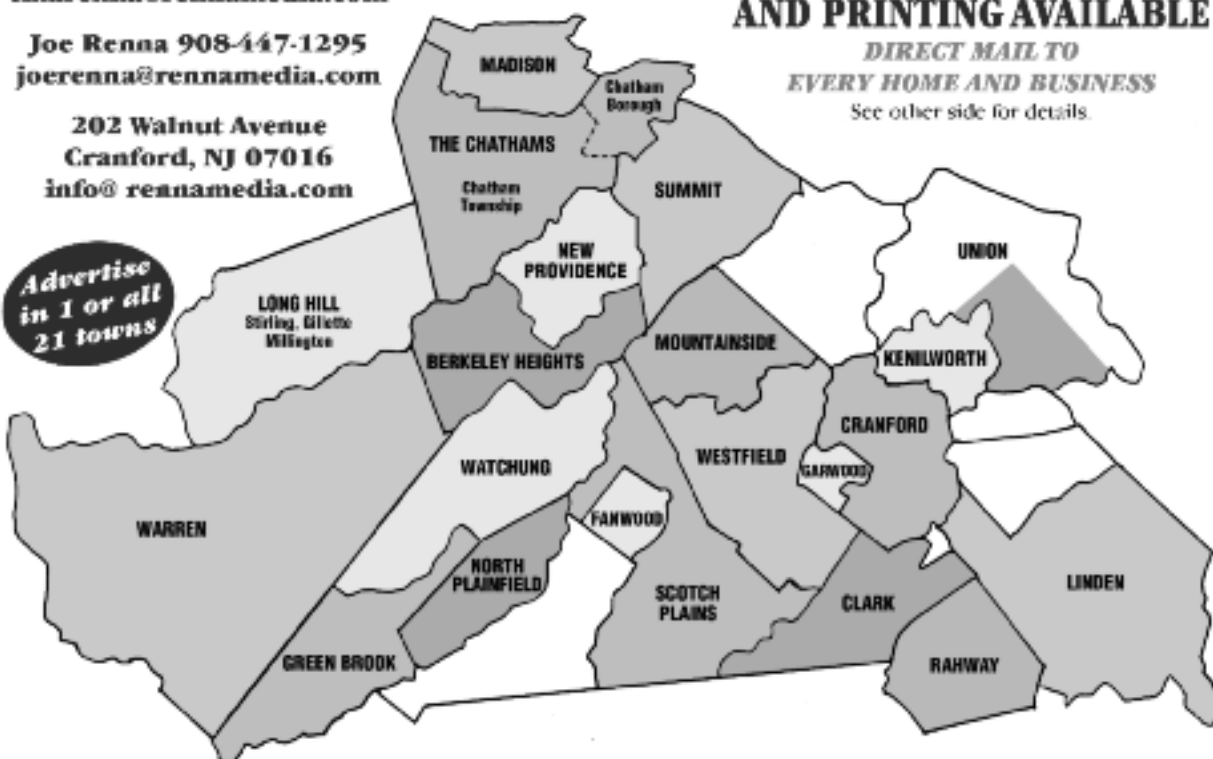 Joe Renna 908-447-1295
joerenna@rennamedia.com
202 Walnut Avenue
Cranford, NJ 07016
info@ rennamedia.com
AND PRINTING AVAILABLE
DIRECT MAIL TO
EVERY HOME AND BUSINESS
See other side for details.
Advertise
in 1 or all
21 towns
MADISON
Chatham
Borough
THE CHATHAMS
Chatham
Township
SUMMIT
NEW
PROVIDENCE
UNION
LONG HILL
Stirling, Gillette
Millington
BERKELEY HEIGHTS
MOUNTAINSIDE
KENILWORTH
CRANFORD
WATCHUNG
WESTFIELD
GARWOOD
WARREN
FANWOOD
NORTH
PLAINFIELD
SCOTCH
PLAINS
CLARK
LINDEN
GREEN BROOK
RAHWAY